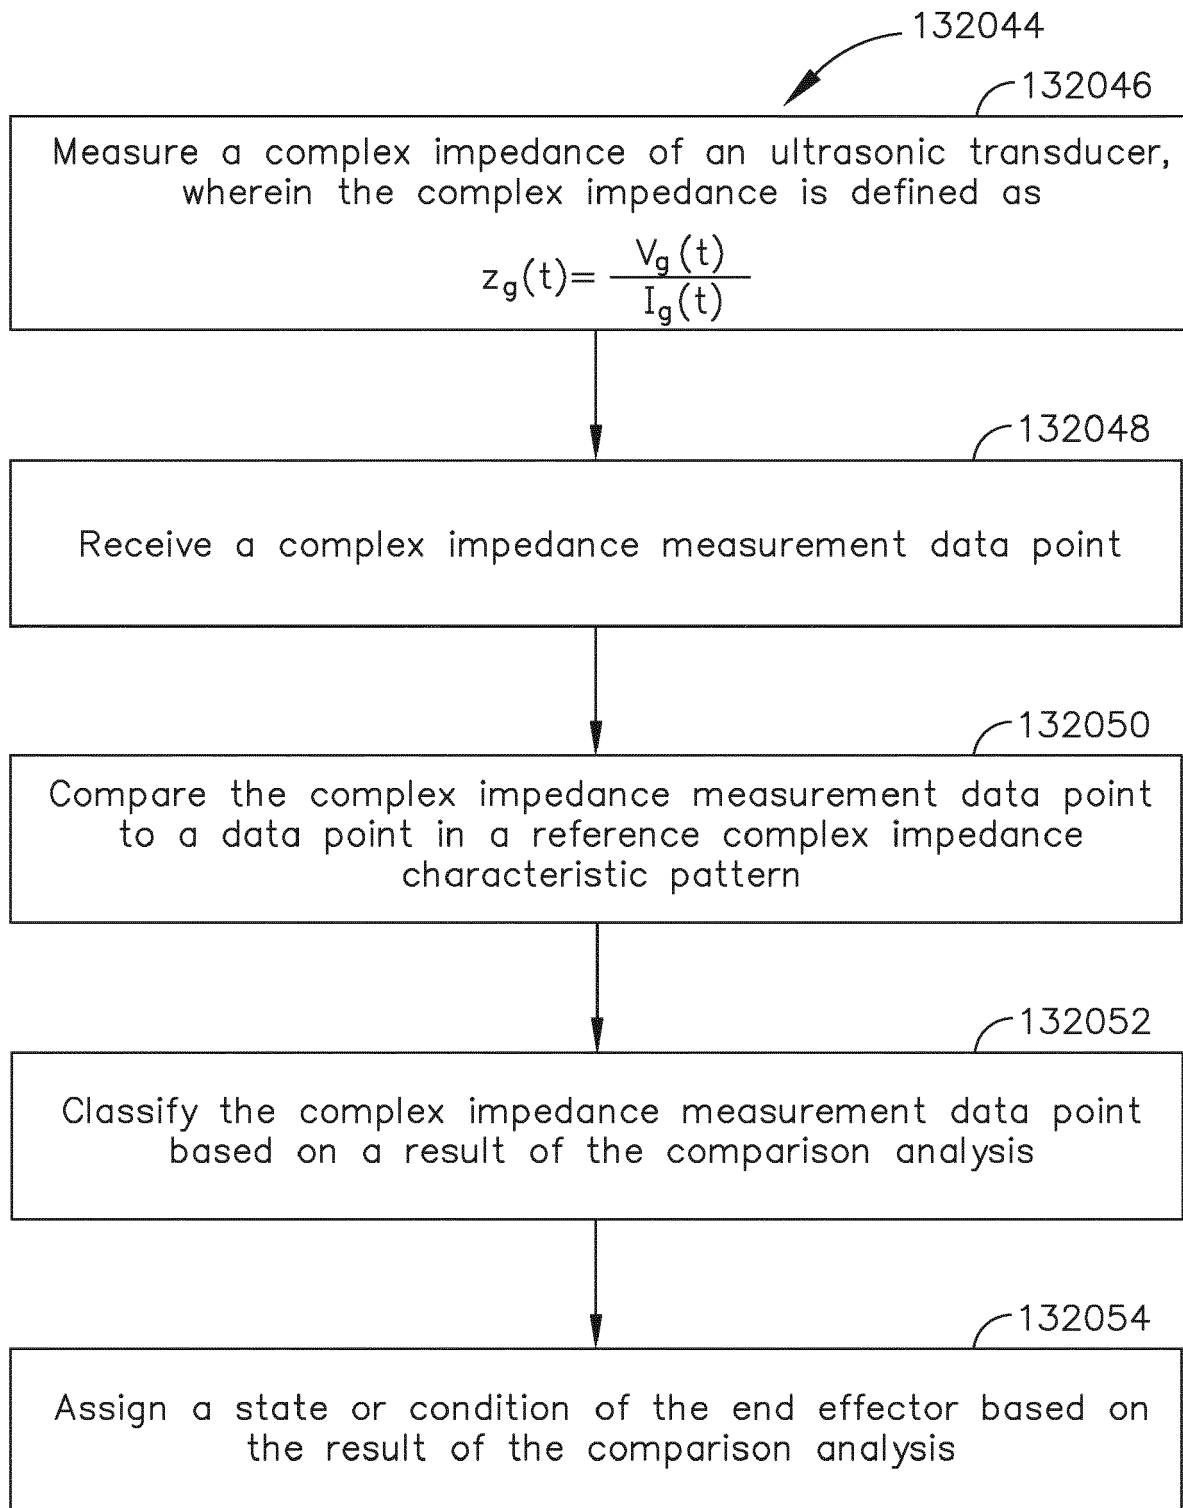 132044
132046
Measure a complex impedance of an ultrasonic transducer,
wherein the complex impedance is defined as
z_g(t)= V_g(t) / I_g(t)
132048
Receive a complex impedance measurement data point
132050
Compare the complex impedance measurement data point
to a data point in a reference complex impedance
characteristic pattern
132052
Classify the complex impedance measurement data point
based on a result of the comparison analysis
132054
Assign a state or condition of the end effector based on
the result of the comparison analysis